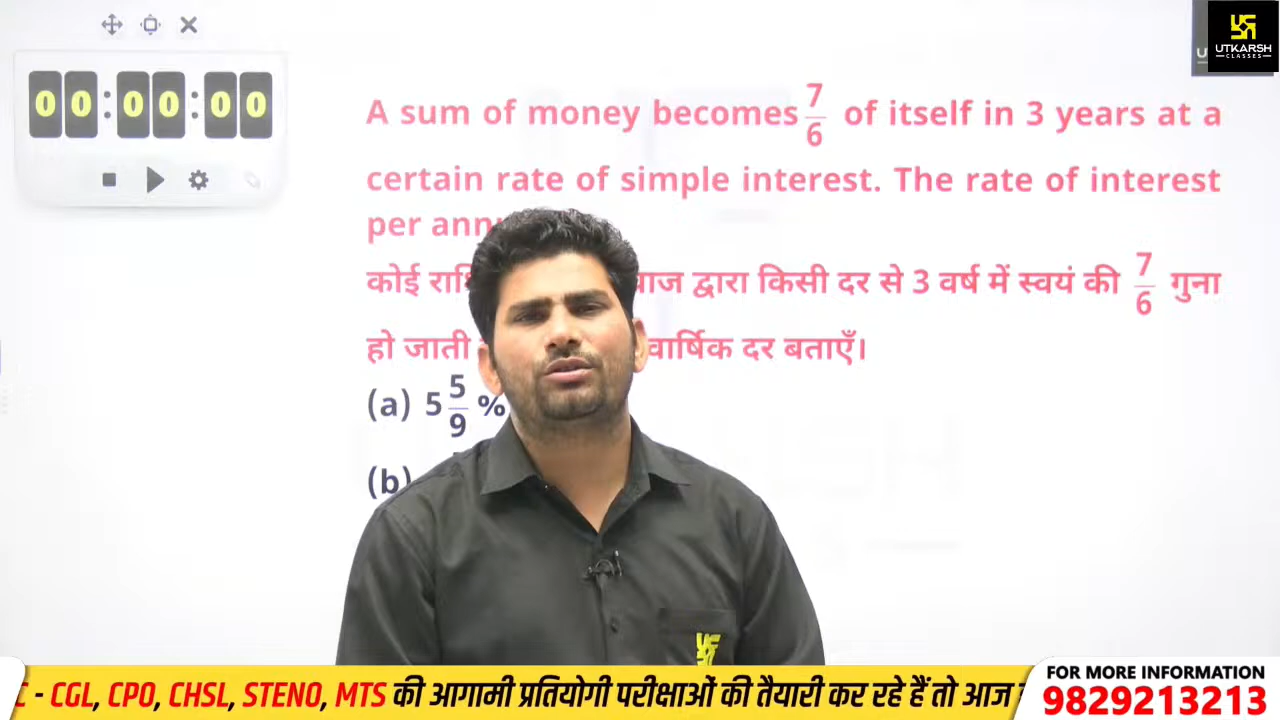 00:00:00
UTKARSH
CLASSES
A sum of money becomes 7/6 of itself in 3 years at a
certain rate of simple interest. The rate of interest
per
कोई
द्वारा किसी दर से 3 वर्ष में स्वयं की 7/6 गुना
हो जाती
वार्षिक दर बताएँ।
(a) 5 5/9 %
(b)
- CGL, CPO, CHSL, STENO, MTS की आगामी प्रतियोगी परीक्षाओं की तैयारी कर रहे हैं तो आज
FOR MORE INFORMATION
9829213213